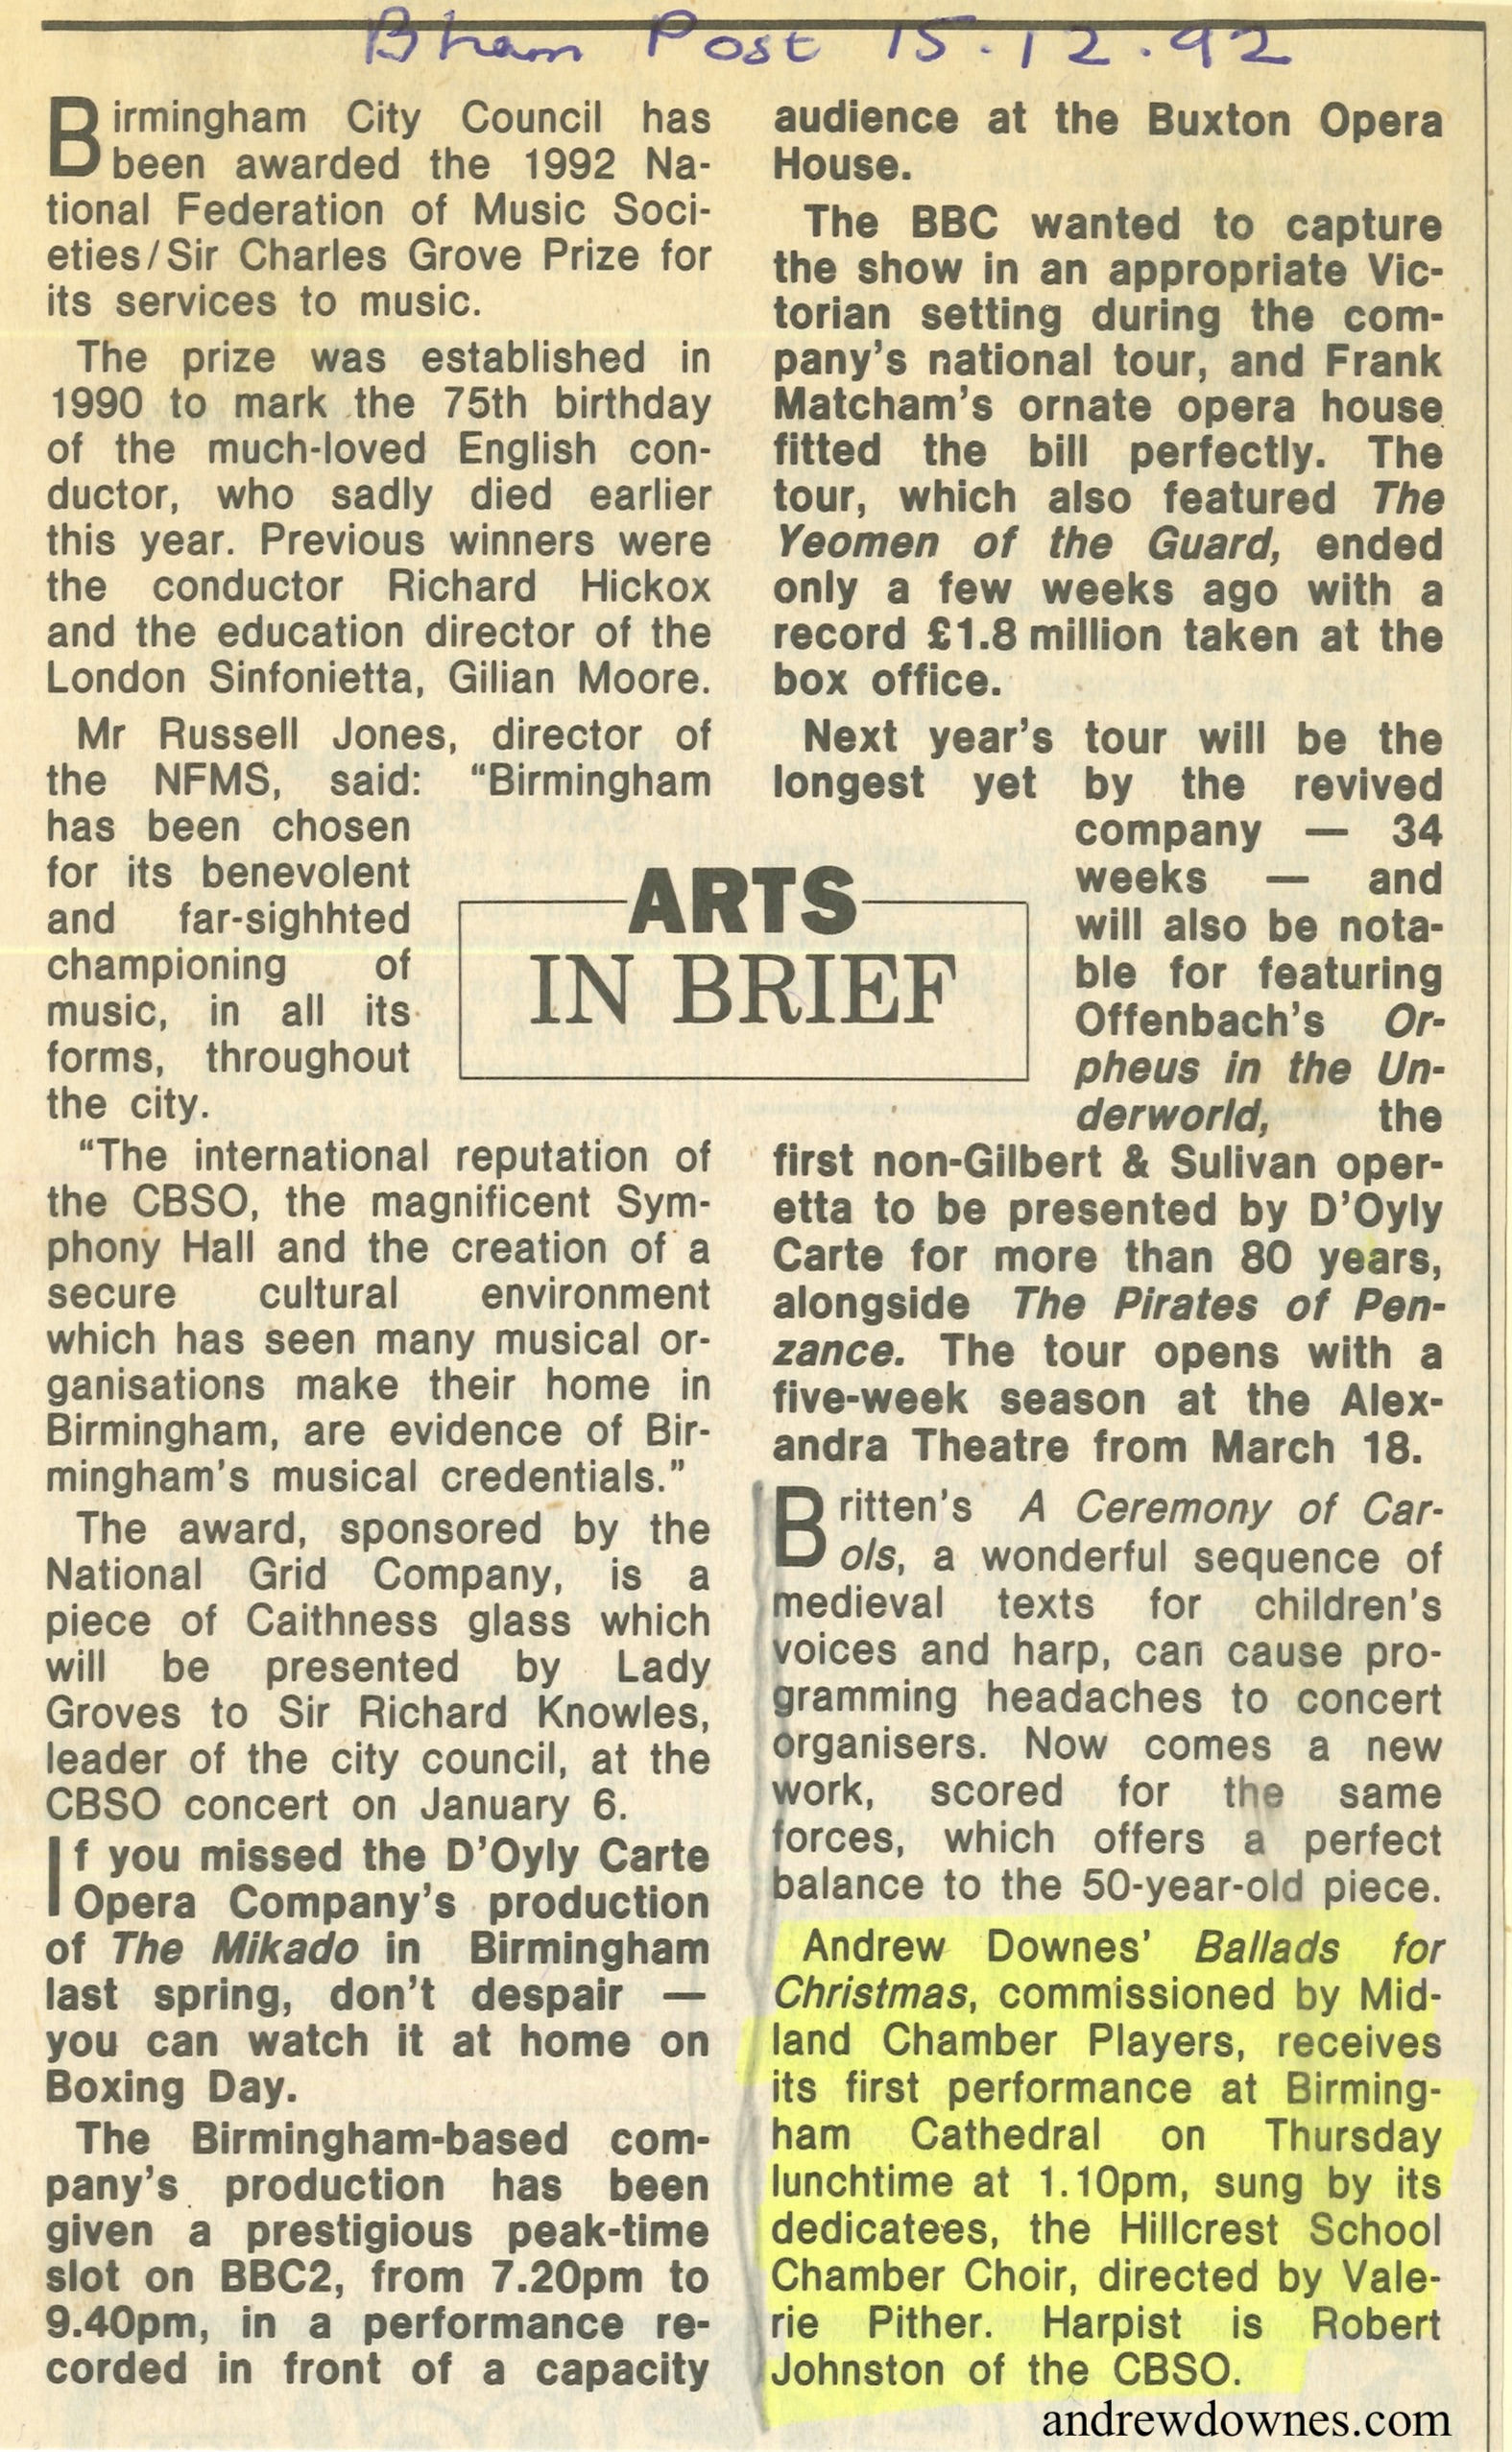 Bham Post 15.12.92
Birmingham City Council has
been awarded the 1992 Na-
tional Federation of Music Soci-
eties/Sir Charles Grove Prize for
its services to music.
The prize was established in
1990 to mark the 75th birthday
of the much-loved English con-
ductor, who sadly died earlier
this year. Previous winners were
the conductor Richard Hickox
and the education director of the
London Sinfonietta, Gilian Moore.
Mr Russell Jones, director of
the NFMS, said: “Birmingham
has been chosen
for its benevolent
and far-sighhted
championing of
music, in all its
forms, throughout
the city.
“The international reputation of
the CBSO, the magnificent Sym-
phony Hall and the creation of a
secure cultural environment
which has seen many musical or-
ganisations make their home in
Birmingham, are evidence of Bir-
mingham’s musical credentials.”
The award, sponsored by the
National Grid Company, is a
piece of Caithness glass which
will be presented by Lady
Groves to Sir Richard Knowles,
leader of the city council, at the
CBSO concert on January 6.
If you missed the D’Oyly Carte
Opera Company’s production
of The Mikado in Birmingham
last spring, don’t despair —
you can watch it at home on
Boxing Day.
The Birmingham-based com-
pany’s production has been
given a prestigious peak-time
slot on BBC2, from 7.20pm to
9.40pm, in a performance re-
corded in front of a capacity
ARTS
IN BRIEF
audience at the Buxton Opera
House.
The BBC wanted to capture
the show in an appropriate Vic-
torian setting during the com-
pany’s national tour, and Frank
Matcham’s ornate opera house
fitted the bill perfectly. The
tour, which also featured The
Yeomen of the Guard, ended
only a few weeks ago with a
record £1.8 million taken at the
box office.
Next year’s tour will be the
longest yet by the revived
company — 34
weeks — and
will also be nota-
ble for featuring
Offenbach’s Or-
pheus in the Un-
derworld, the
first non-Gilbert & Sulivan oper-
etta to be presented by D’Oyly
Carte for more than 80 years,
alongside The Pirates of Pen-
zance. The tour opens with a
five-week season at the Alex-
andra Theatre from March 18.
Britten’s A Ceremony of Car-
ols, a wonderful sequence of
medieval texts for children’s
voices and harp, can cause pro-
gramming headaches to concert
organisers. Now comes a new
work, scored for the same
forces, which offers a perfect
balance to the 50-year-old piece.
Andrew Downes’ Ballads for
Christmas, commissioned by Mid-
land Chamber Players, receives
its first performance at Birming-
ham Cathedral on Thursday
lunchtime at 1.10pm, sung by its
dedicatees, the Hillcrest School
Chamber Choir, directed by Vale-
rie Pither. Harpist is Robert
Johnston of the CBSO.
andrewdownes.com